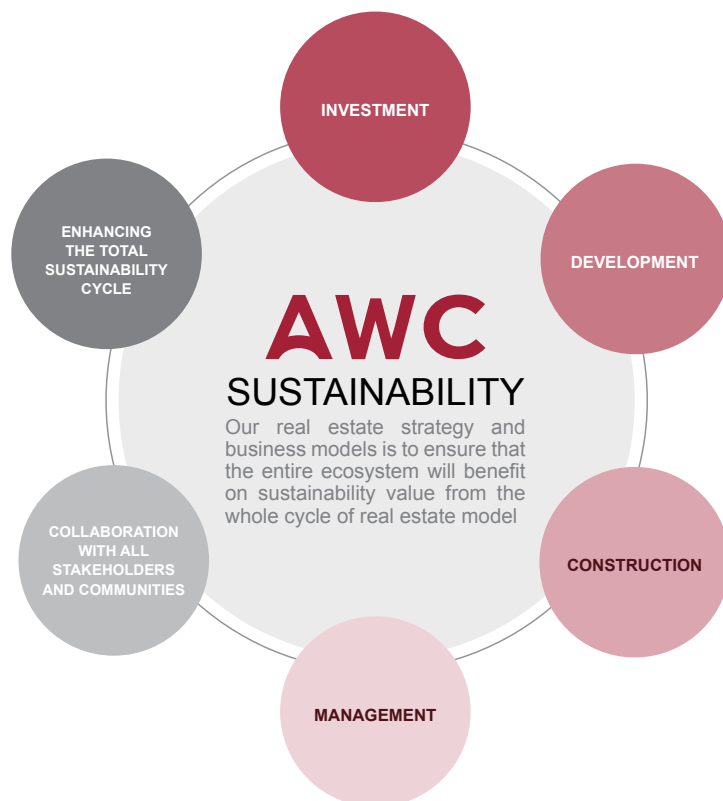 INVESTMENT
DEVELOPMENT
CONSTRUCTION
MANAGEMENT
COLLABORATION
WITH ALL
STAKEHOLDERS
AND COMMUNITIES
ENHANCING
THE TOTAL
SUSTAINABILITY
CYCLE
AWC
SUSTAINABILITY
Our real estate strategy and
business models is to ensure that
the entire ecosystem will benefit
on sustainability value from the
whole cycle of real estate model